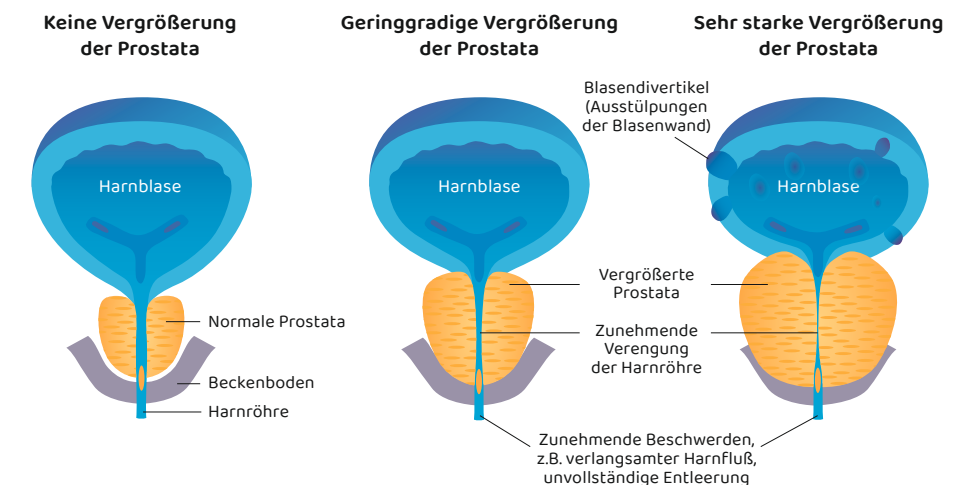 Keine Vergrößerung
der Prostata
Geringgradige Vergrößerung
der Prostata
Sehr starke Vergrößerung
der Prostata
Blasendivertikel
(Ausstülpungen
der Blasenwand)
Harnblase
Harnblase
Harnblase
Vergrößerte
Prostata
Normale Prostata
Zunehmende
Verengung
der Harnröhre
Beckenboden
Harnröhre
Zunehmende Beschwerden,
z.B. verlangsamter Harnfluß,
unvollständige Entleerung